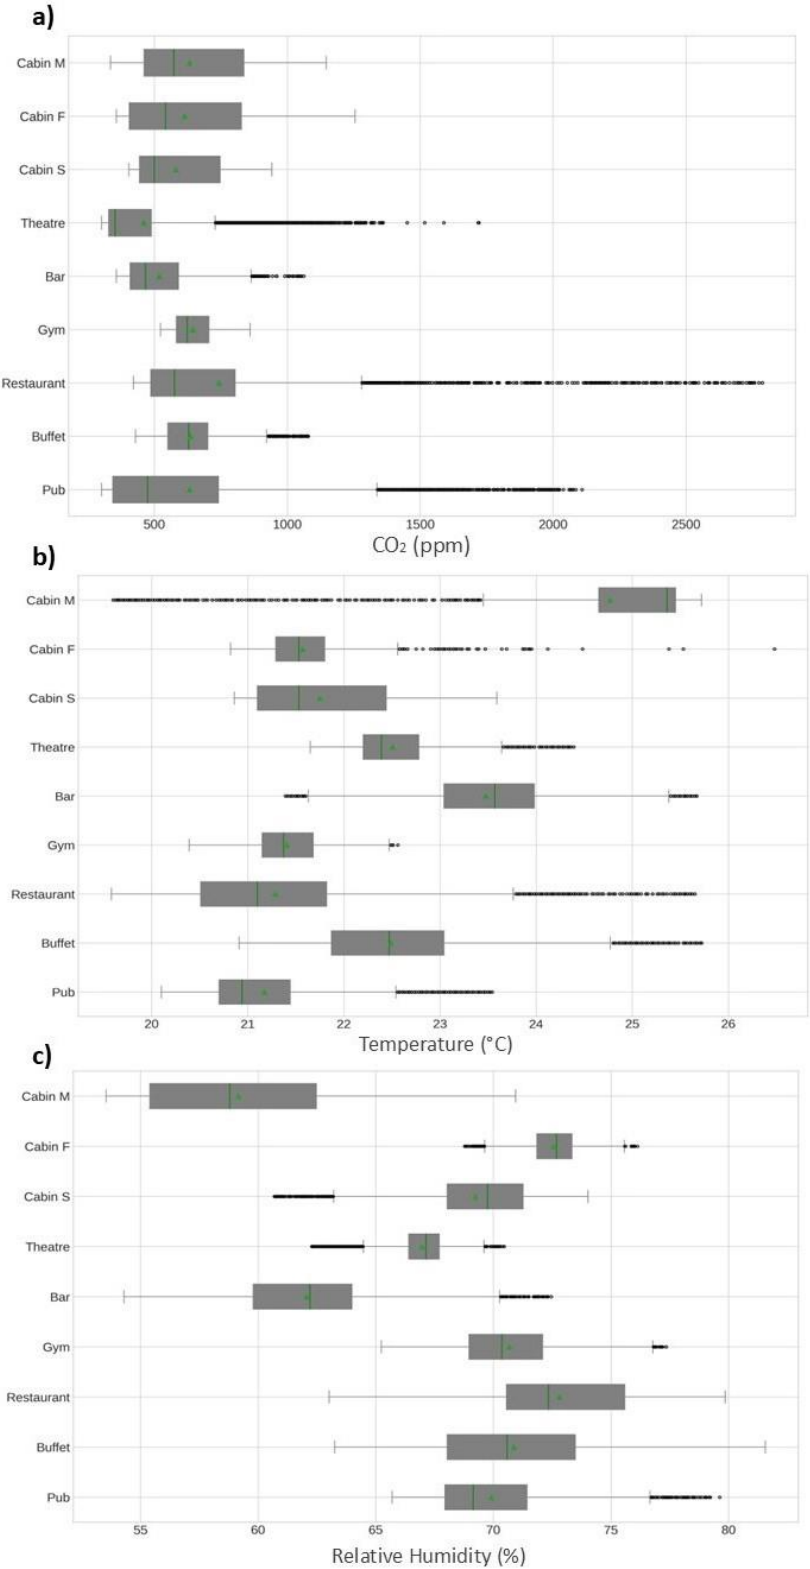 a)
Cabin M
Cabin F
Cabin S
Theatre
Bar
Gym
Restaurant
Buffet
Pub
500 1000 1500 2000 2500
CO₂ (ppm)
b)
Cabin M
Cabin F
Cabin S
Theatre
Bar
Gym
Restaurant
Buffet
Pub
20 21 22 23 24 25 26
Temperature (°C)
c)
Cabin M
Cabin F
Cabin S
Theatre
Bar
Gym
Restaurant
Buffet
Pub
55 60 65 70 75 80
Relative Humidity (%)